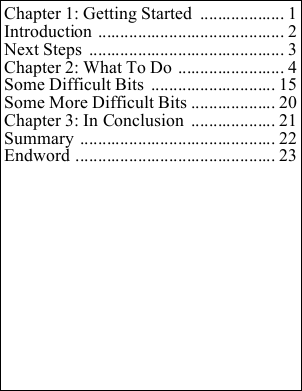 Chapter 1: Getting Started ................... 1
Introduction .......................................... 2
Next Steps ............................................ 3
Chapter 2: What To Do ........................ 4
Some Difficult Bits ............................ 15
Some More Difficult Bits ................... 20
Chapter 3: In Conclusion ................... 21
Summary ............................................ 22
Endword ............................................. 23